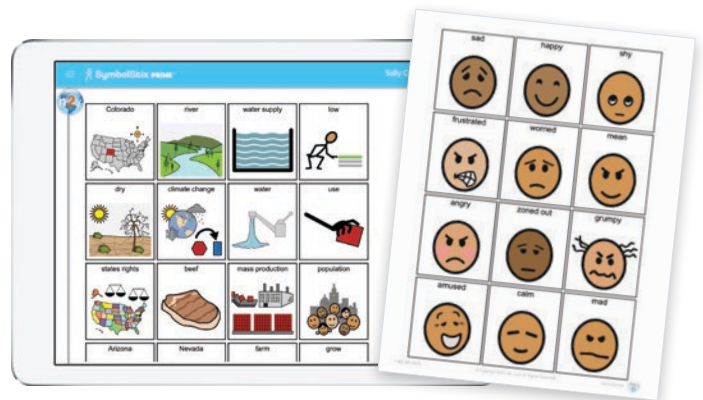 SymbolStix PRIME
Sally C
n2y
Colorado river water supply low
dry climate change water use
states rights beef mass production population
Arizona Nevada farm grow
sad happy shy
frustrated worried mean
angry zoned out grumpy
amused calm mad